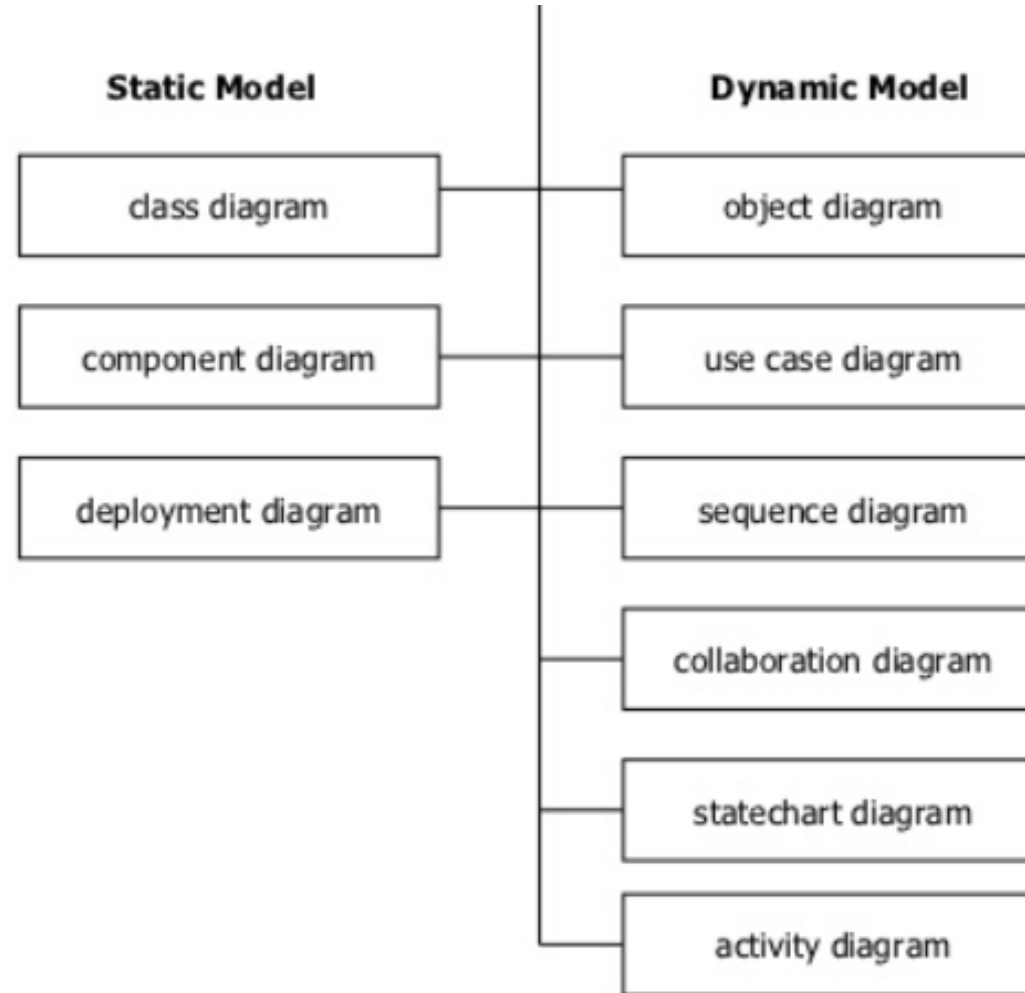 Static Model
Dynamic Model
class diagram
object diagram
component diagram
use case diagram
deployment diagram
sequence diagram
collaboration diagram
statechart diagram
activity diagram